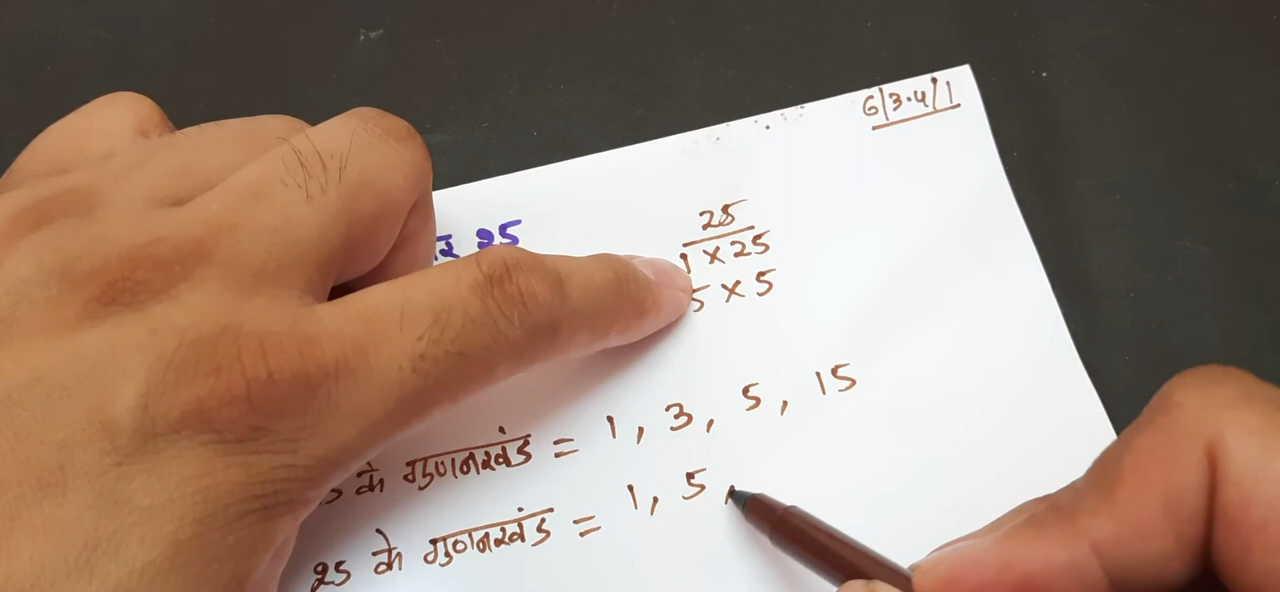 6/3.4/1
25
25
1 × 25
5 × 5
के गुणनखंड = 1, 3, 5, 15
25 के गुणनखंड = 1, 5,